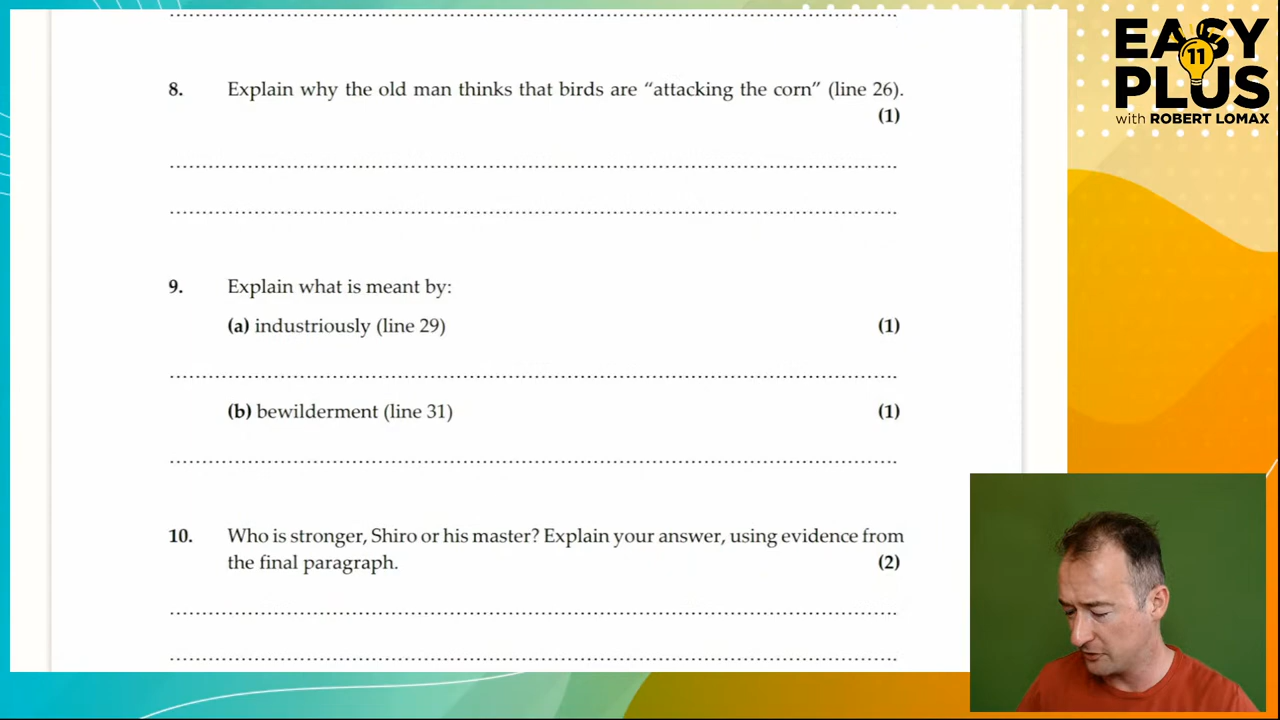 EASY
11
PLUS
with ROBERT LOMAX
8. Explain why the old man thinks that birds are “attacking the corn” (line 26).
(1)
9. Explain what is meant by:
(a) industriously (line 29) (1)
(b) bewilderment (line 31) (1)
10. Who is stronger, Shiro or his master? Explain your answer, using evidence from
the final paragraph. (2)